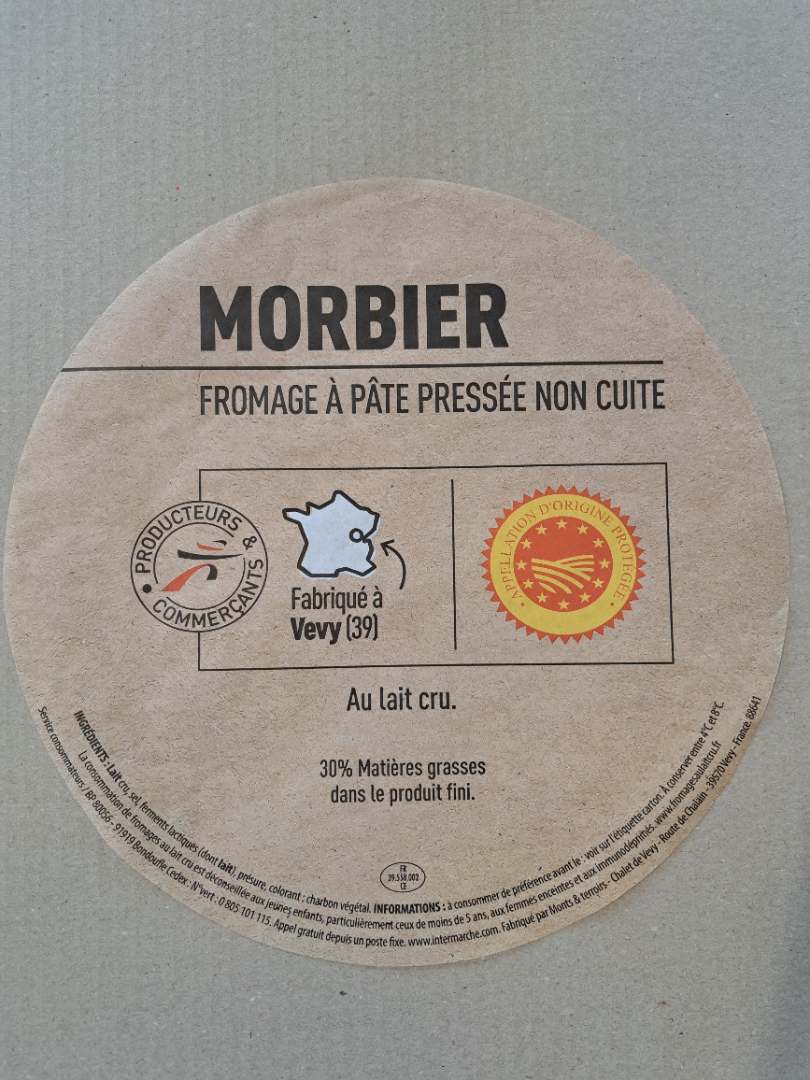 MORBIER
FROMAGE À PÂTE PRESSÉE NON CUITE
• PRODUCTEURS & COMMERÇANTS
Fabriqué à
Vevy (39)
• APPELLATION D'ORIGINE PROTÉGÉE •
Au lait cru.
30% Matières grasses
dans le produit fini.
FR
39.558.002
CE
INGRÉDIENTS : Lait cru, sel, ferments lactiques (dont lait), présure, colorant : charbon végétal. INFORMATIONS : à consommer de préférence avant le : voir sur l'étiquette carton. À conserver entre 4°C et 8°C.
La consommation de fromages au lait cru est déconseillée aux jeunes enfants, particulièrement ceux de moins de 5 ans, aux femmes enceintes et aux immunodéprimés. www.fromagesaulaitcru.fr
Service consommateurs / BP 80056 - 91919 Bondoufle Cedex - N°vert : 0 805 101 115. Appel gratuit depuis un poste fixe. www.intermarche.com. Fabriqué par Monts & terroirs - Chalet de Vevy - Route de Chalain - 39570 Vevy - France. 88641